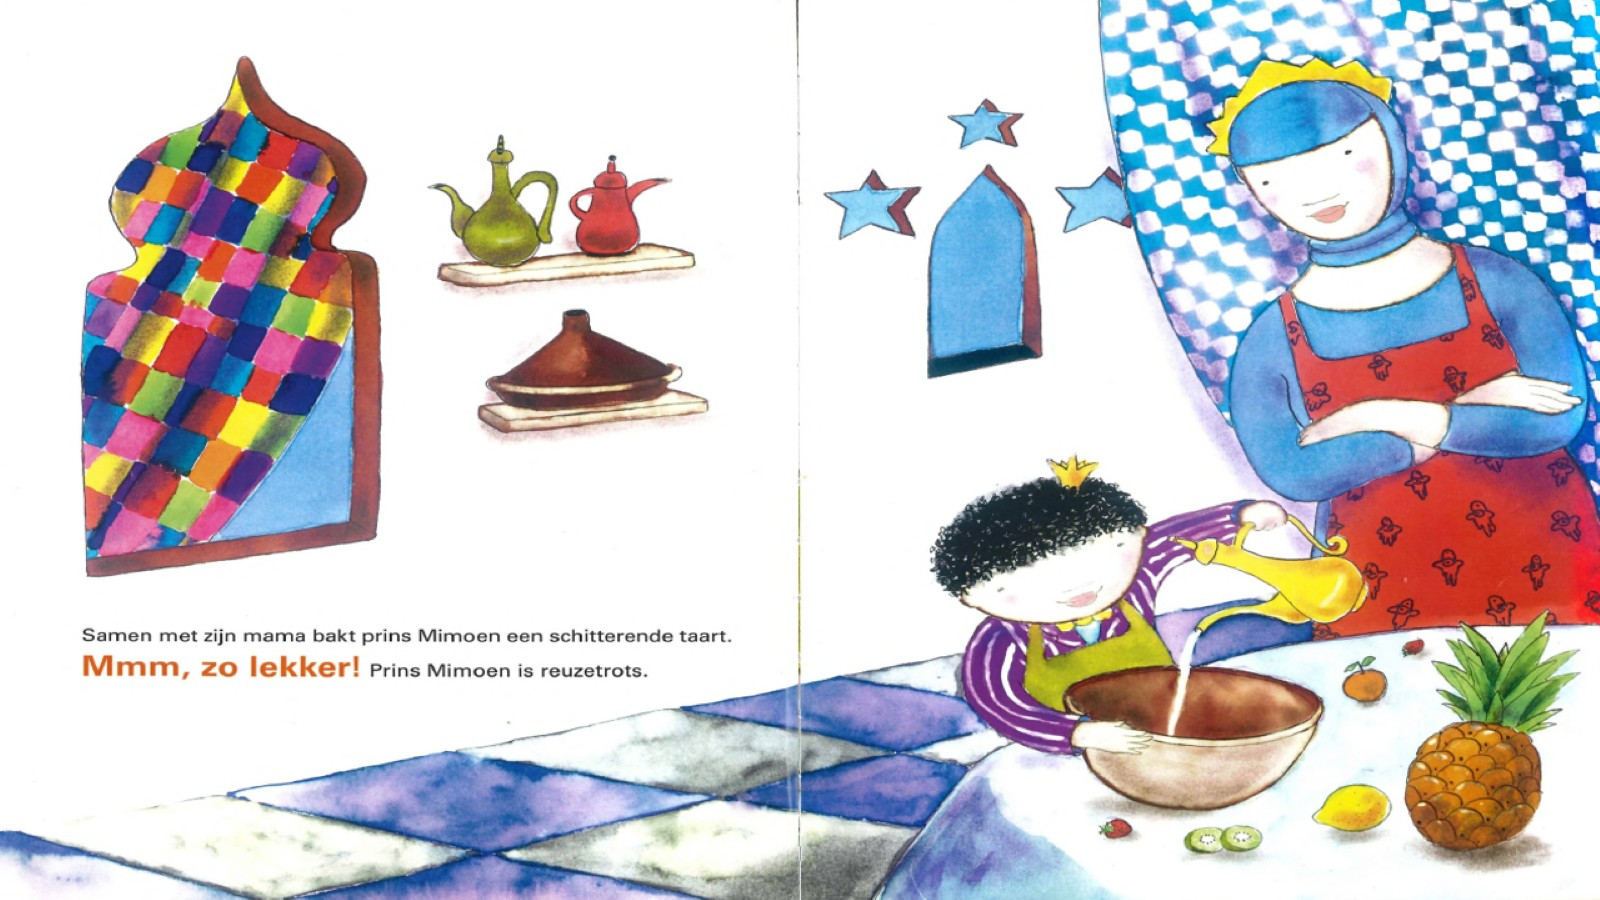 Samen met zijn mama bakt prins Mimoen een schitterende taart.
Mmm, zo lekker! Prins Mimoen is reuzetrots.